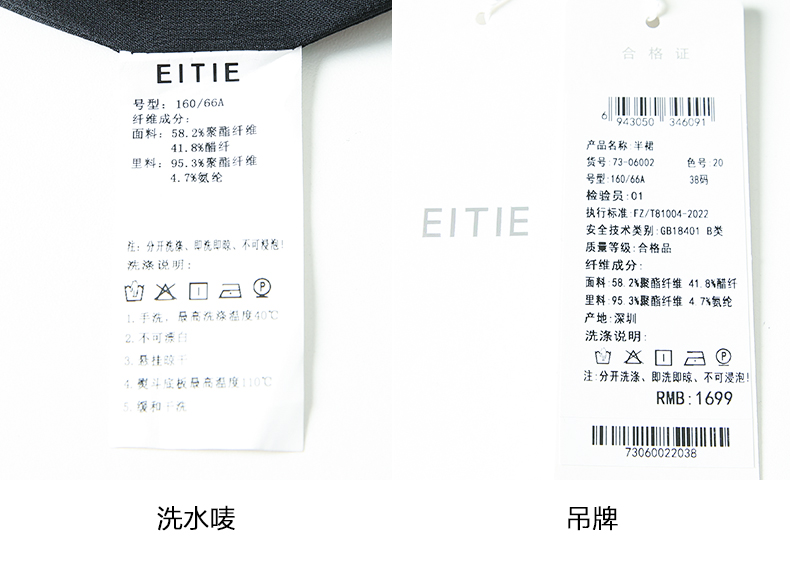 EITIE
号型：160/66A
纤维成分：
面料：58.2%聚酯纤维
41.8%醋纤
里料：95.3%聚酯纤维
4.7%氨纶
注：分开洗涤、即洗即晾、不可浸泡！
洗涤说明：
1.手洗，最高洗涤温度40℃
2.不可漂白
3.悬挂晾干
4.熨斗底板最高温度110℃
5.缓和干洗
洗水唛
EITIE
合格证
6 943050 346091
产品名称:半裙
货号:73-06002 色号 20
号型:160/66A 38码
检验员:01
执行标准:FZ/T81004-2022
安全技术类别:GB18401 B类
质量等级:合格品
纤维成分:
面料:58.2%聚酯纤维 41.8%醋纤
里料:95.3%聚酯纤维 4.7%氨纶
产地:深圳
洗涤说明:
注:分开洗涤、即洗即晾、不可浸泡!
RMB:1699
73060022038
吊牌